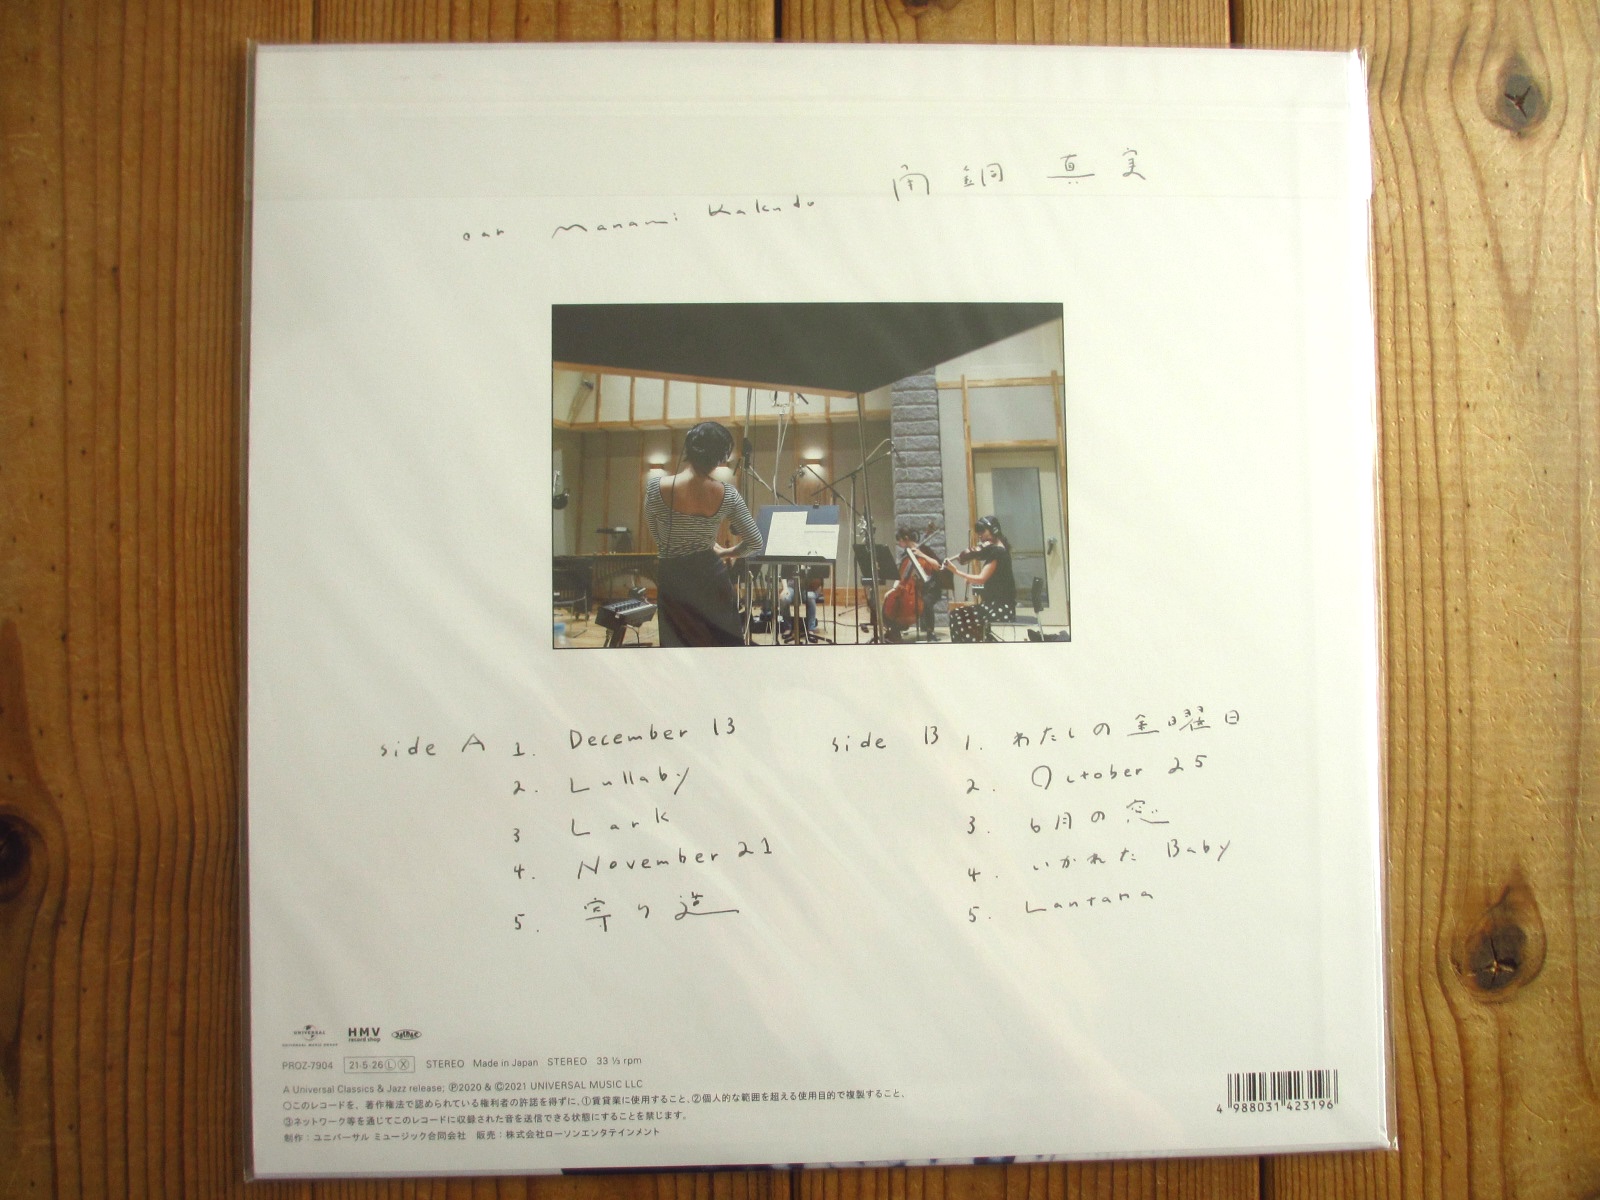 oar Manami Kakudo 角銅 真実
side A 1. December 13
2. Lullaby
3 Lark
4. November 21
5. 寄り道
side B 1. わたしの金曜日
2. October 25
3. 6月の窓
4. いかれた Baby
5. Lantana
UNIVERSAL
UNIVERSAL MUSIC GROUP
HMV
record shop
PROZ-7904 21·5·26 Ⓛ Ⓧ STEREO Made in Japan STEREO 33 ⅓ rpm
A Universal Classics & Jazz release; ℗2020 & ©2021 UNIVERSAL MUSIC LLC
○このレコードを、著作権法で認められている権利者の許諾を得ずに、①賃貸業に使用すること、②個人的な範囲を超える使用目的で複製すること、
③ネットワーク等を通じてこのレコードに収録された音を送信できる状態にすることを禁じます。
制作：ユニバーサル ミュージック合同会社 販売：株式会社ローソンエンタテインメント
4 988031 423196